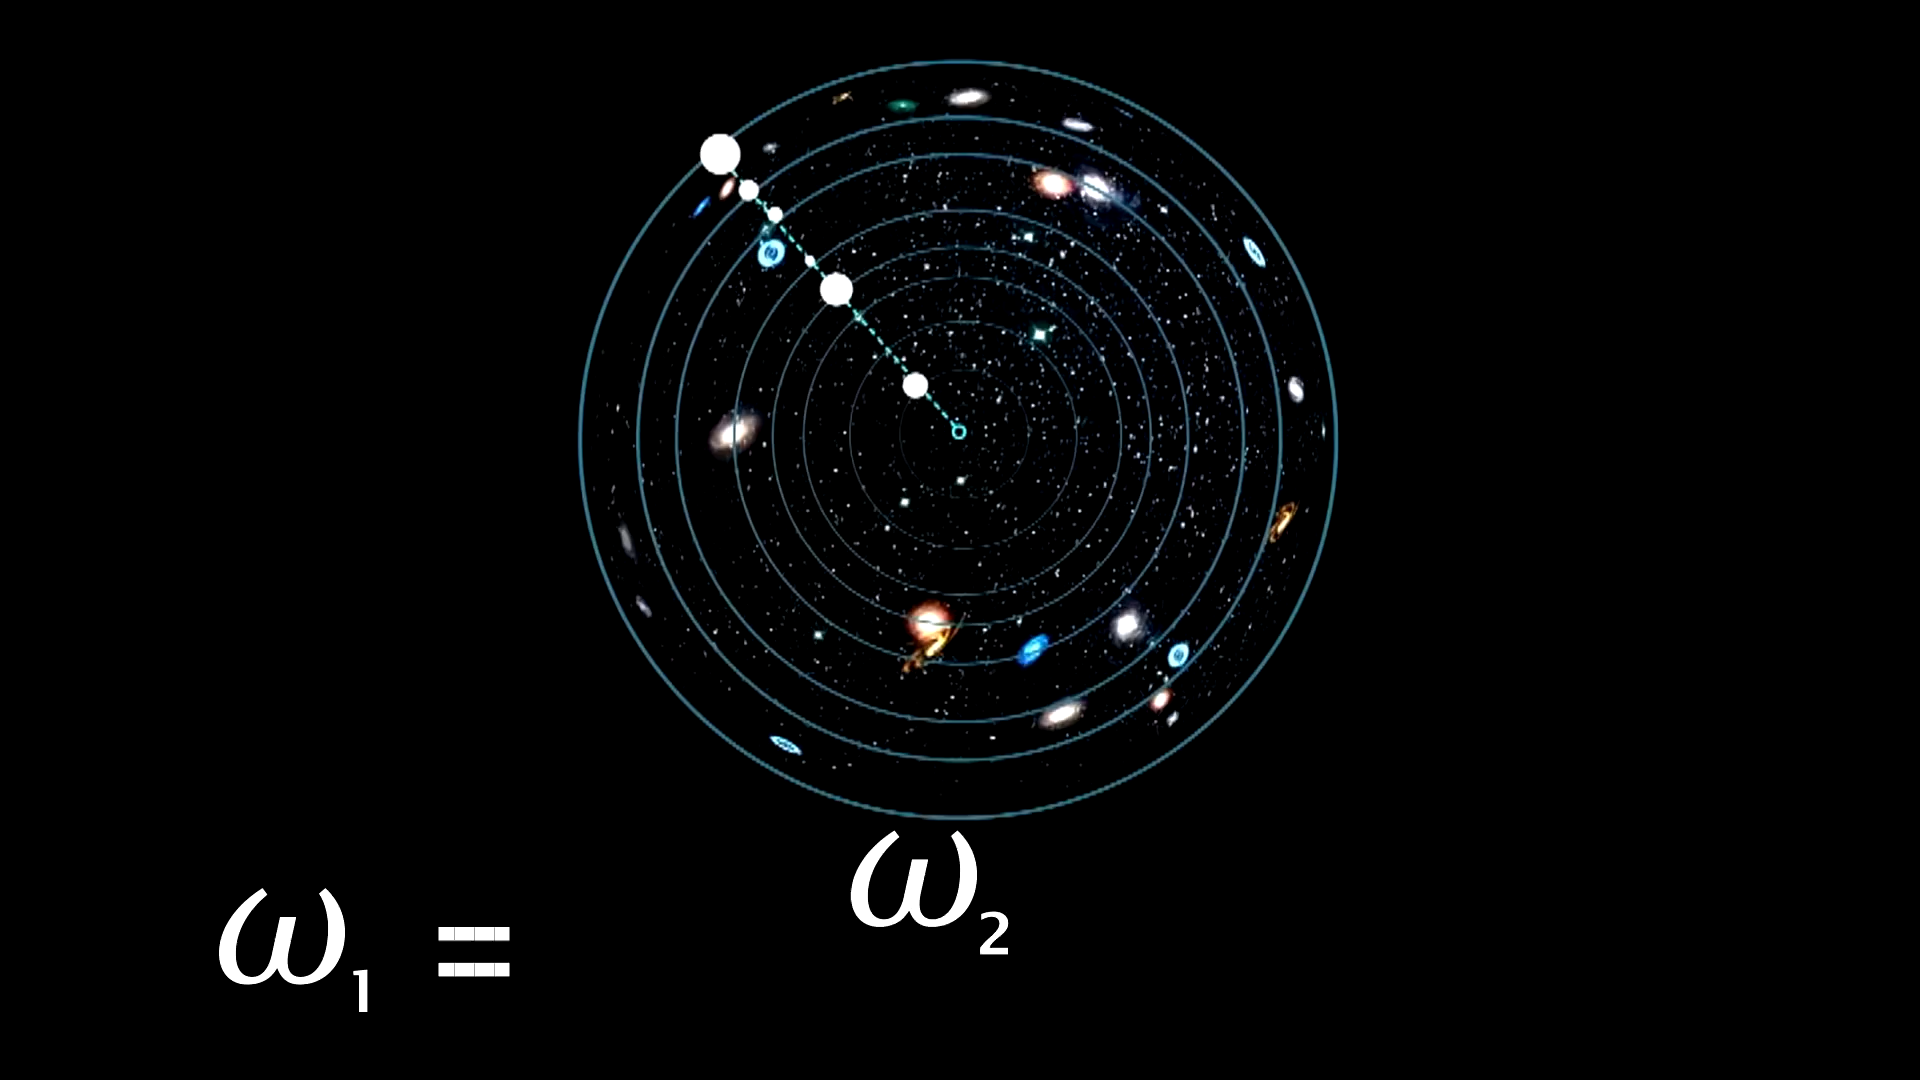 ω₁ = ω₂